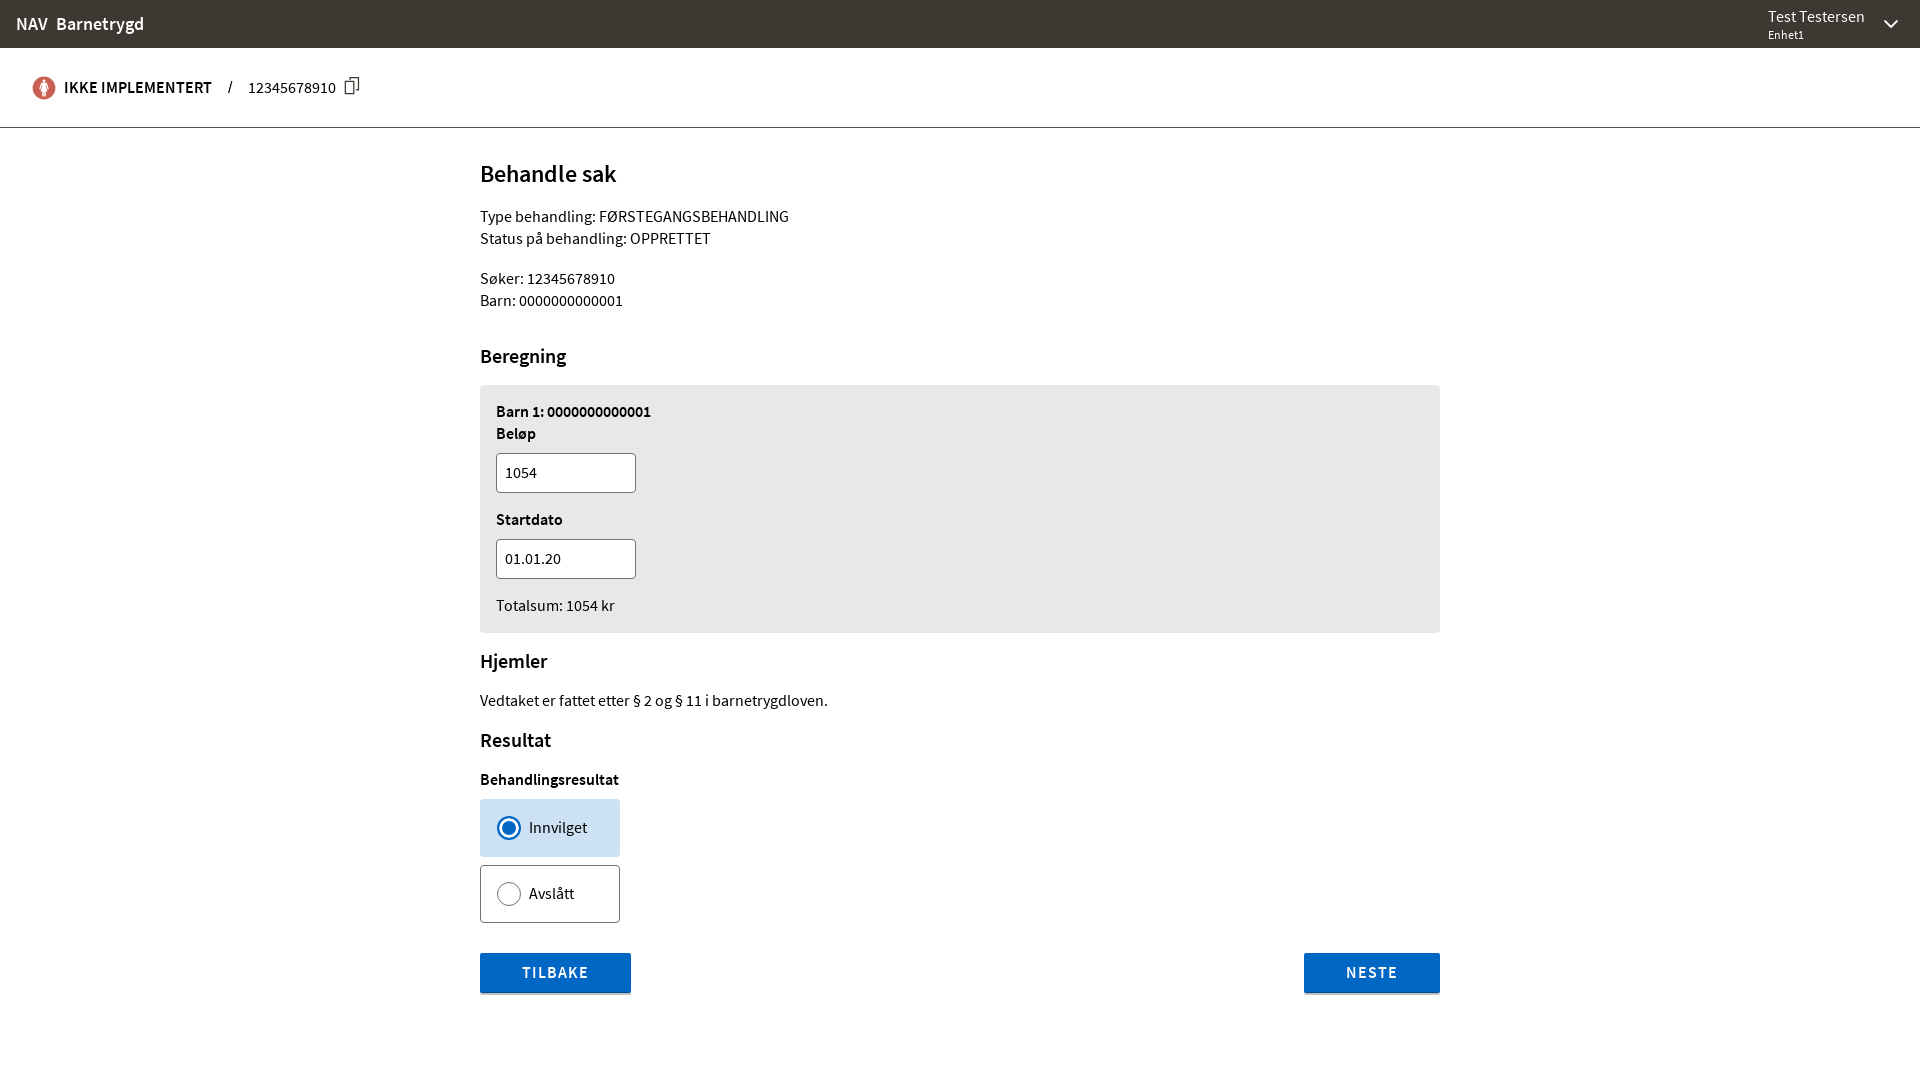 NAV Barnetrygd
Test Testersen
Enhet1
IKKE IMPLEMENTERT / 12345678910
Behandle sak
Type behandling: FØRSTEGANGSBEHANDLING
Status på behandling: OPPRETTET
Søker: 12345678910
Barn: 0000000000001
Beregning
Barn 1: 0000000000001
Beløp
1054
Startdato
01.01.20
Totalsum: 1054 kr
Hjemler
Vedtaket er fattet etter § 2 og § 11 i barnetrygdloven.
Resultat
Behandlingsresultat
Innvilget
Avslått
TILBAKE
NESTE